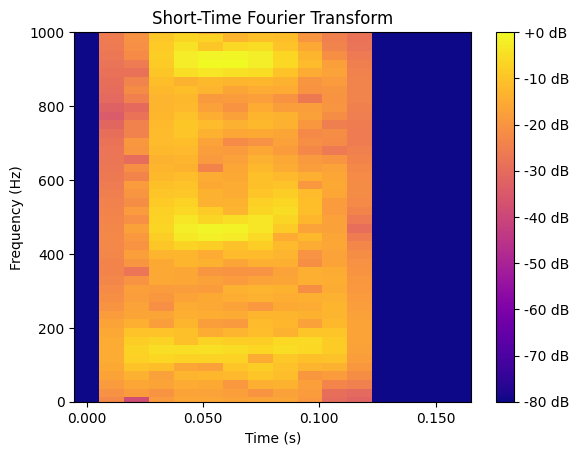 Short-Time Fourier Transform
Frequency (Hz)
1000
800
600
400
200
0
0.000
0.050
0.100
0.150
Time (s)
+0 dB
-10 dB
-20 dB
-30 dB
-40 dB
-50 dB
-60 dB
-70 dB
-80 dB